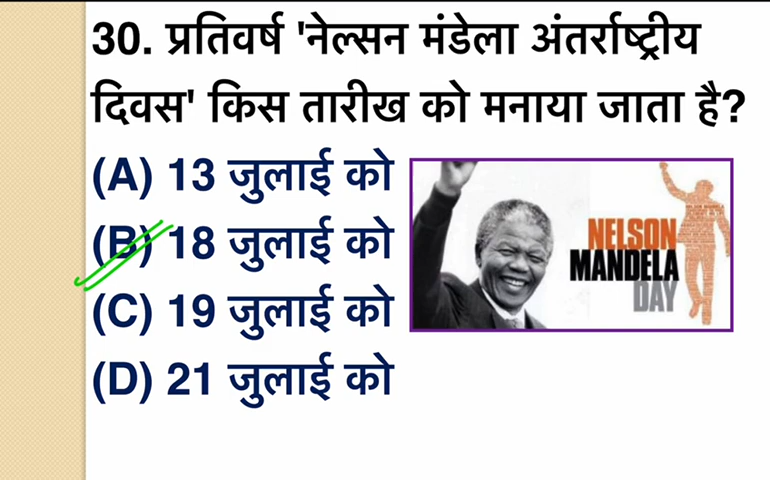 30. प्रतिवर्ष 'नेल्सन मंडेला अंतर्राष्ट्रीय
दिवस' किस तारीख को मनाया जाता है?
(A) 13 जुलाई को
(B) 18 जुलाई को
(C) 19 जुलाई को
(D) 21 जुलाई को
NELSON
MANDELA
DAY